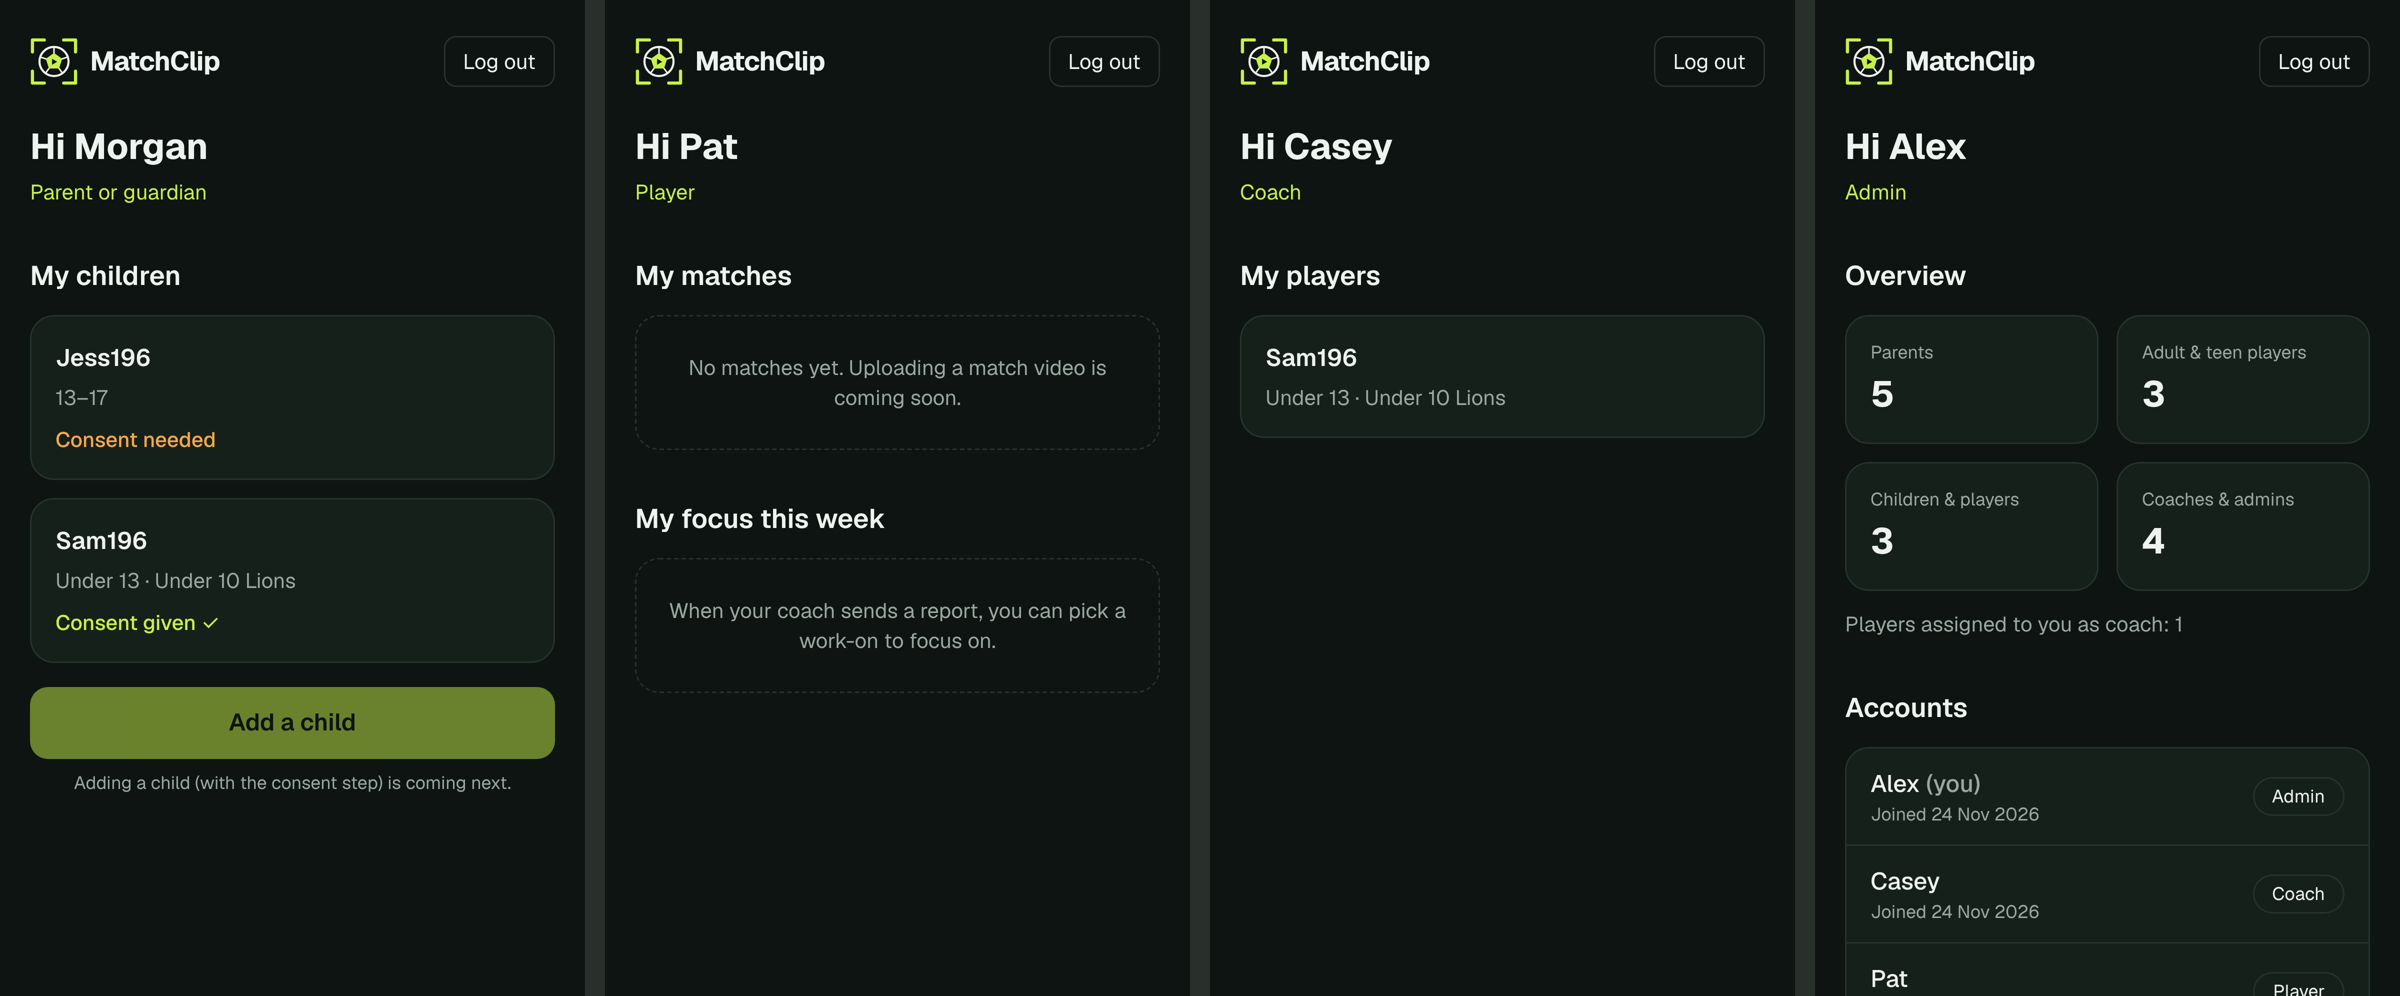 MatchClip
Log out
Hi Morgan
Parent or guardian
My children
Jess196
13–17
Consent needed
Sam196
Under 13 · Under 10 Lions
Consent given ✓
Add a child
Adding a child (with the consent step) is coming next.
MatchClip
Log out
Hi Pat
Player
My matches
No matches yet. Uploading a match video is
coming soon.
My focus this week
When your coach sends a report, you can pick a
work-on to focus on.
MatchClip
Log out
Hi Casey
Coach
My players
Sam196
Under 13 · Under 10 Lions
MatchClip
Log out
Hi Alex
Admin
Overview
Parents
5
Adult & teen players
3
Children & players
3
Coaches & admins
4
Players assigned to you as coach: 1
Accounts
Alex (you)
Joined 24 Nov 2026
Admin
Casey
Joined 24 Nov 2026
Coach
Pat
Player